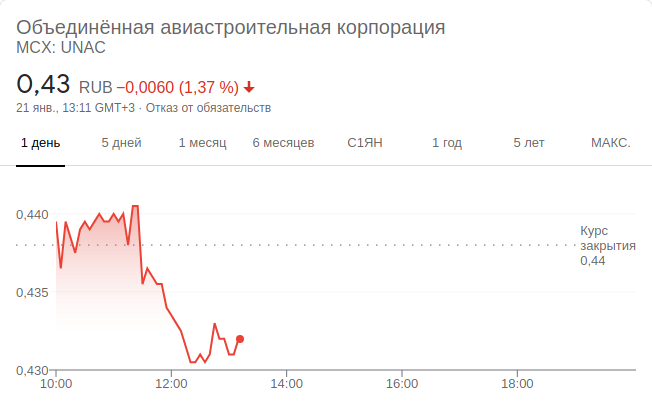 Объединённая авиастроительная корпорация
MCX: UNAC
0,43 RUB −0,0060 (1,37 %)
21 янв., 13:11 GMT+3 · Отказ от обязательств
1 день 5 дней 1 месяц 6 месяцев С1ЯН 1 год 5 лет МАКС.
0,440
Курс
закрытия
0,44
0,435
0,430
10:00 12:00 14:00 16:00 18:00